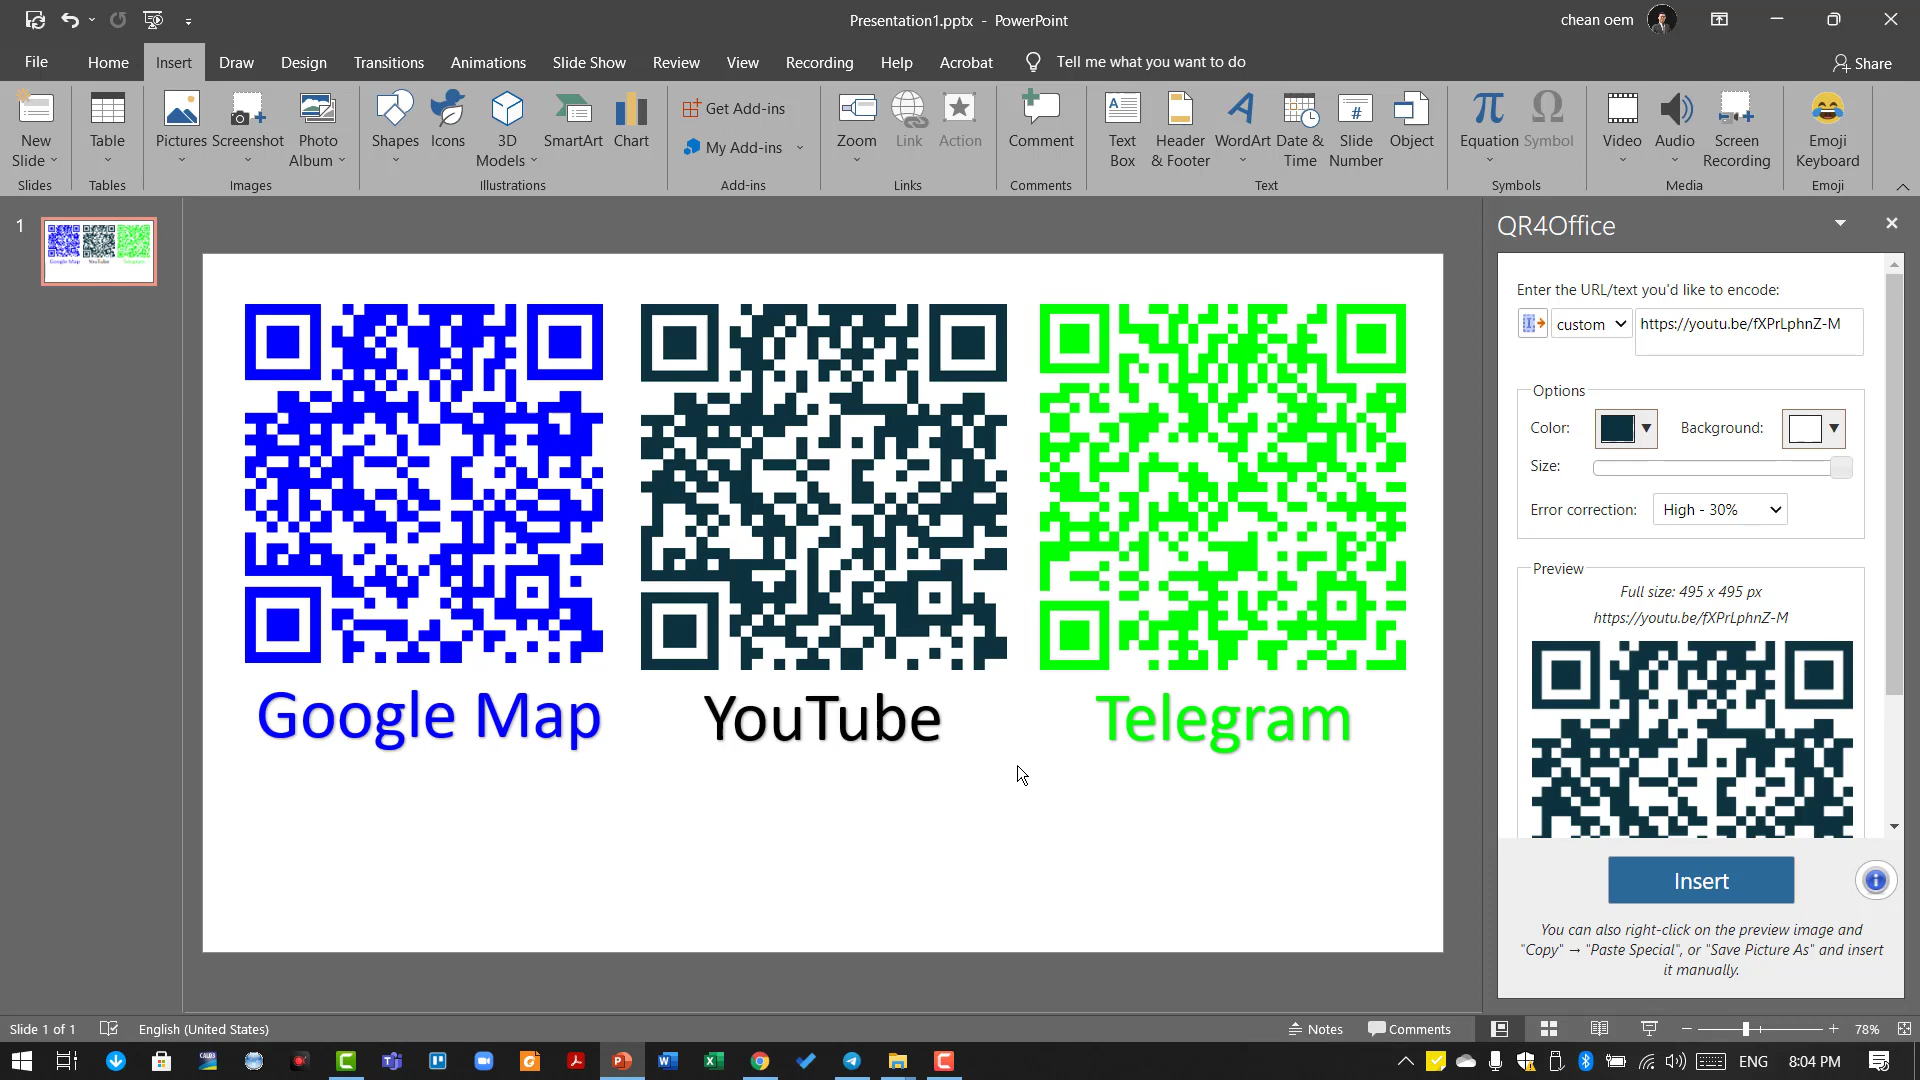 Presentation1.pptx - PowerPoint
chean oem
File Home Insert Draw Design Transitions Animations Slide Show Review View Recording Help Acrobat Tell me what you want to do Share
New Slide
Slides
Table
Tables
Pictures
Screenshot
Photo Album
Images
Shapes
Icons
3D Models
SmartArt
Chart
Illustrations
Get Add-ins
My Add-ins
Add-ins
Zoom
Link
Action
Links
Comment
Comments
Text Box
Header & Footer
WordArt
Date & Time
Slide Number
Object
Text
Equation
Symbol
Symbols
Video
Audio
Screen Recording
Media
Emoji Keyboard
Emoji
1
Google Map YouTube Telegram
Google Map YouTube Telegram
QR4Office
Enter the URL/text you'd like to encode:
custom https://youtu.be/fXPrLphnZ-M
Options
Color: Background:
Size:
Error correction: High - 30%
Preview
Full size: 495 x 495 px
https://youtu.be/fXPrLphnZ-M
Insert
You can also right-click on the preview image and
"Copy" → "Paste Special", or "Save Picture As" and insert
it manually.
Slide 1 of 1 English (United States) Notes Comments 78%
ENG 8:04 PM